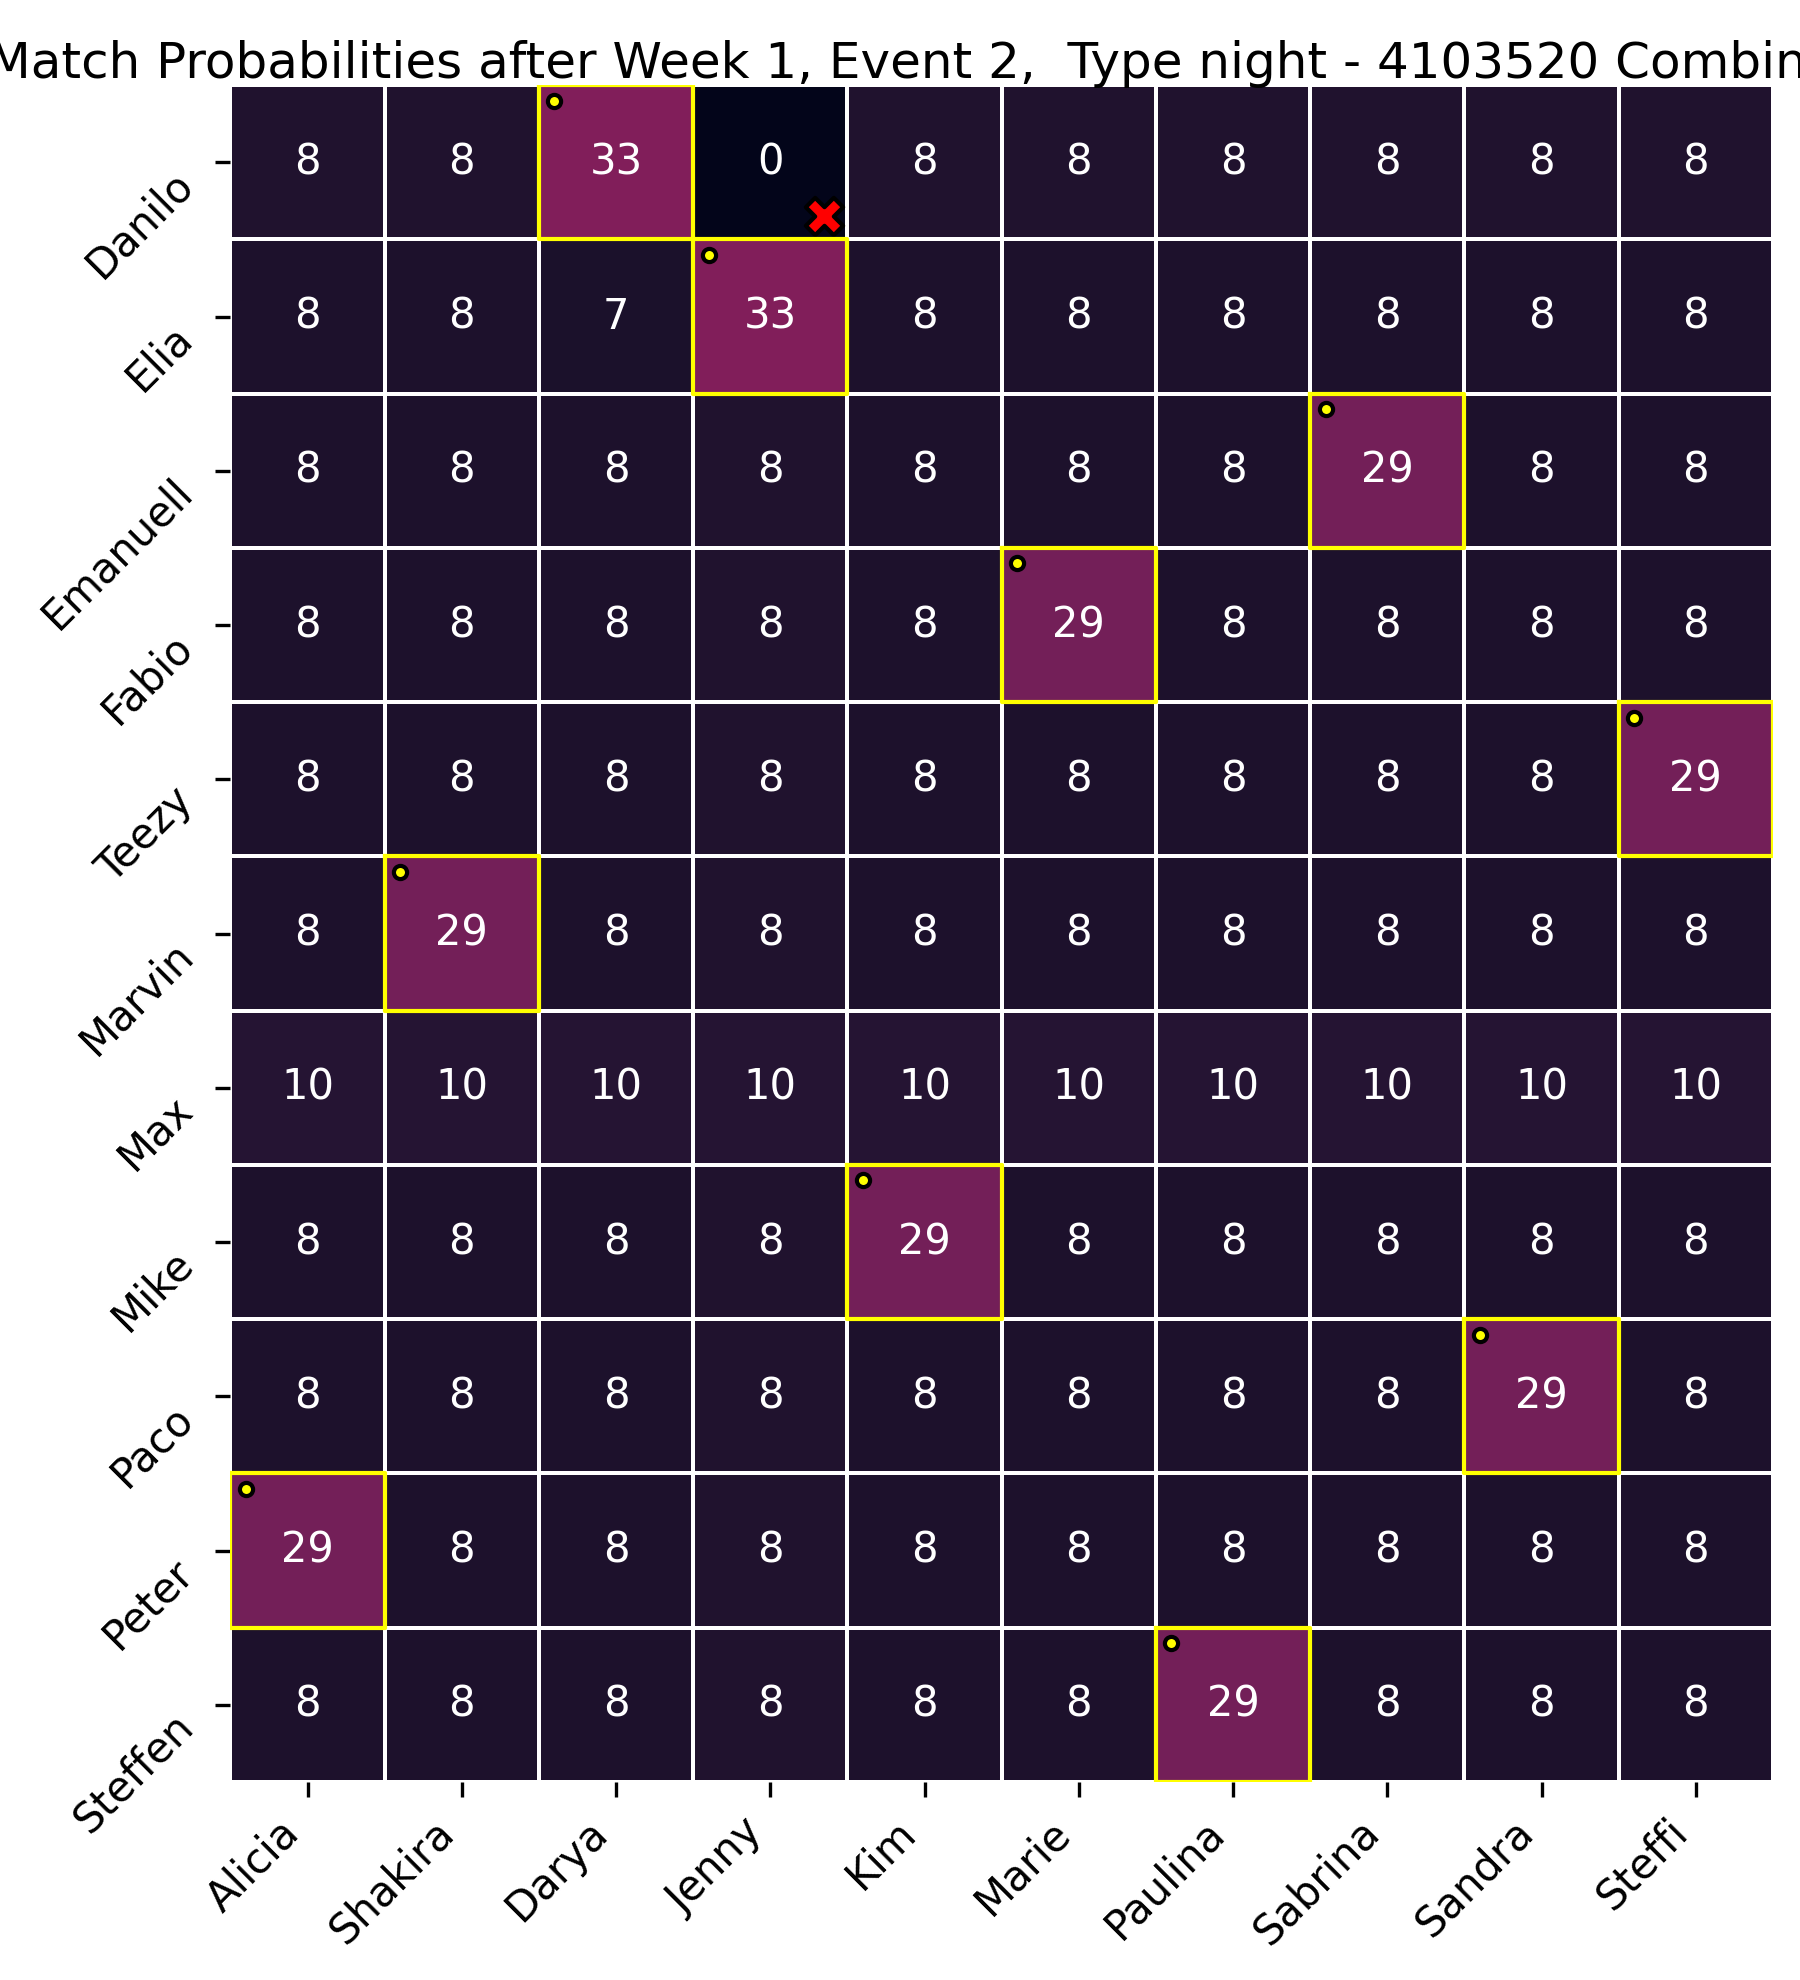 Match Probabilities after Week 1, Event 2, Type night - 4103520 Combin
Danilo 8 8 33 0 8 8 8 8 8 8
Elia 8 8 7 33 8 8 8 8 8 8
Emanuell 8 8 8 8 8 8 8 29 8 8
Fabio 8 8 8 8 8 29 8 8 8 8
Teezy 8 8 8 8 8 8 8 8 8 29
Marvin 8 29 8 8 8 8 8 8 8 8
Max 10 10 10 10 10 10 10 10 10 10
Mike 8 8 8 8 29 8 8 8 8 8
Paco 8 8 8 8 8 8 8 8 29 8
Peter 29 8 8 8 8 8 8 8 8 8
Steffen 8 8 8 8 8 8 29 8 8 8
Alicia Shakira Darya Jenny Kim Marie Paulina Sabrina Sandra Steffi